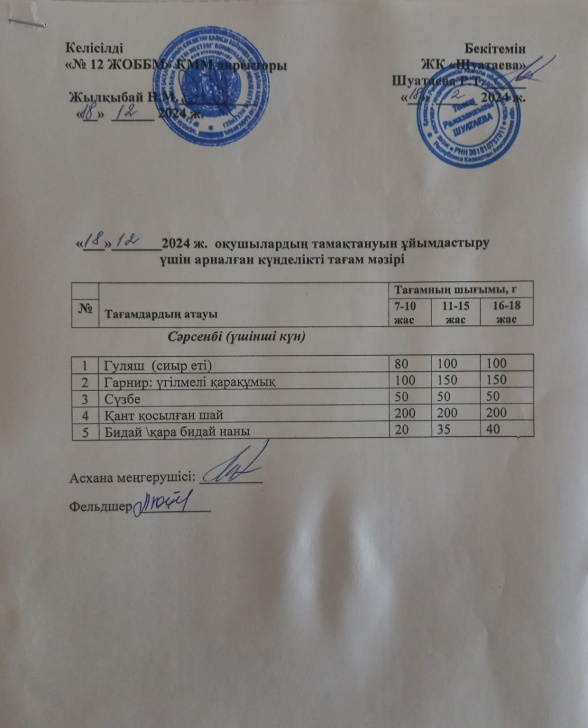 Келісілді
Бекітемін
«№ 12 ЖОББМ» КММ директоры
ЖК «Шуатаева»
Жылқыбай Н.М.
Шуатаева Г.Т.
«18» 12 2024 ж.
«18» 12 2024 ж.
«18» 12 2024 ж. оқушылардың тамақтануын ұйымдастыру
үшін арналған күнделікті тағам мәзірі
№ Тағамдардың атауы Тағамның шығымы, г
7-10 жас 11-15 жас 16-18 жас
Сәрсенбі (үшінші күн)
1 Гуляш (сиыр еті) 80 100 100
2 Гарнир: үгілмелі қарақұмық 100 150 150
3 Сүзбе 50 50 50
4 Қант қосылған шай 200 200 200
5 Бидай \қара бидай наны 20 35 40
Асхана меңгерушісі:
Фельдшер